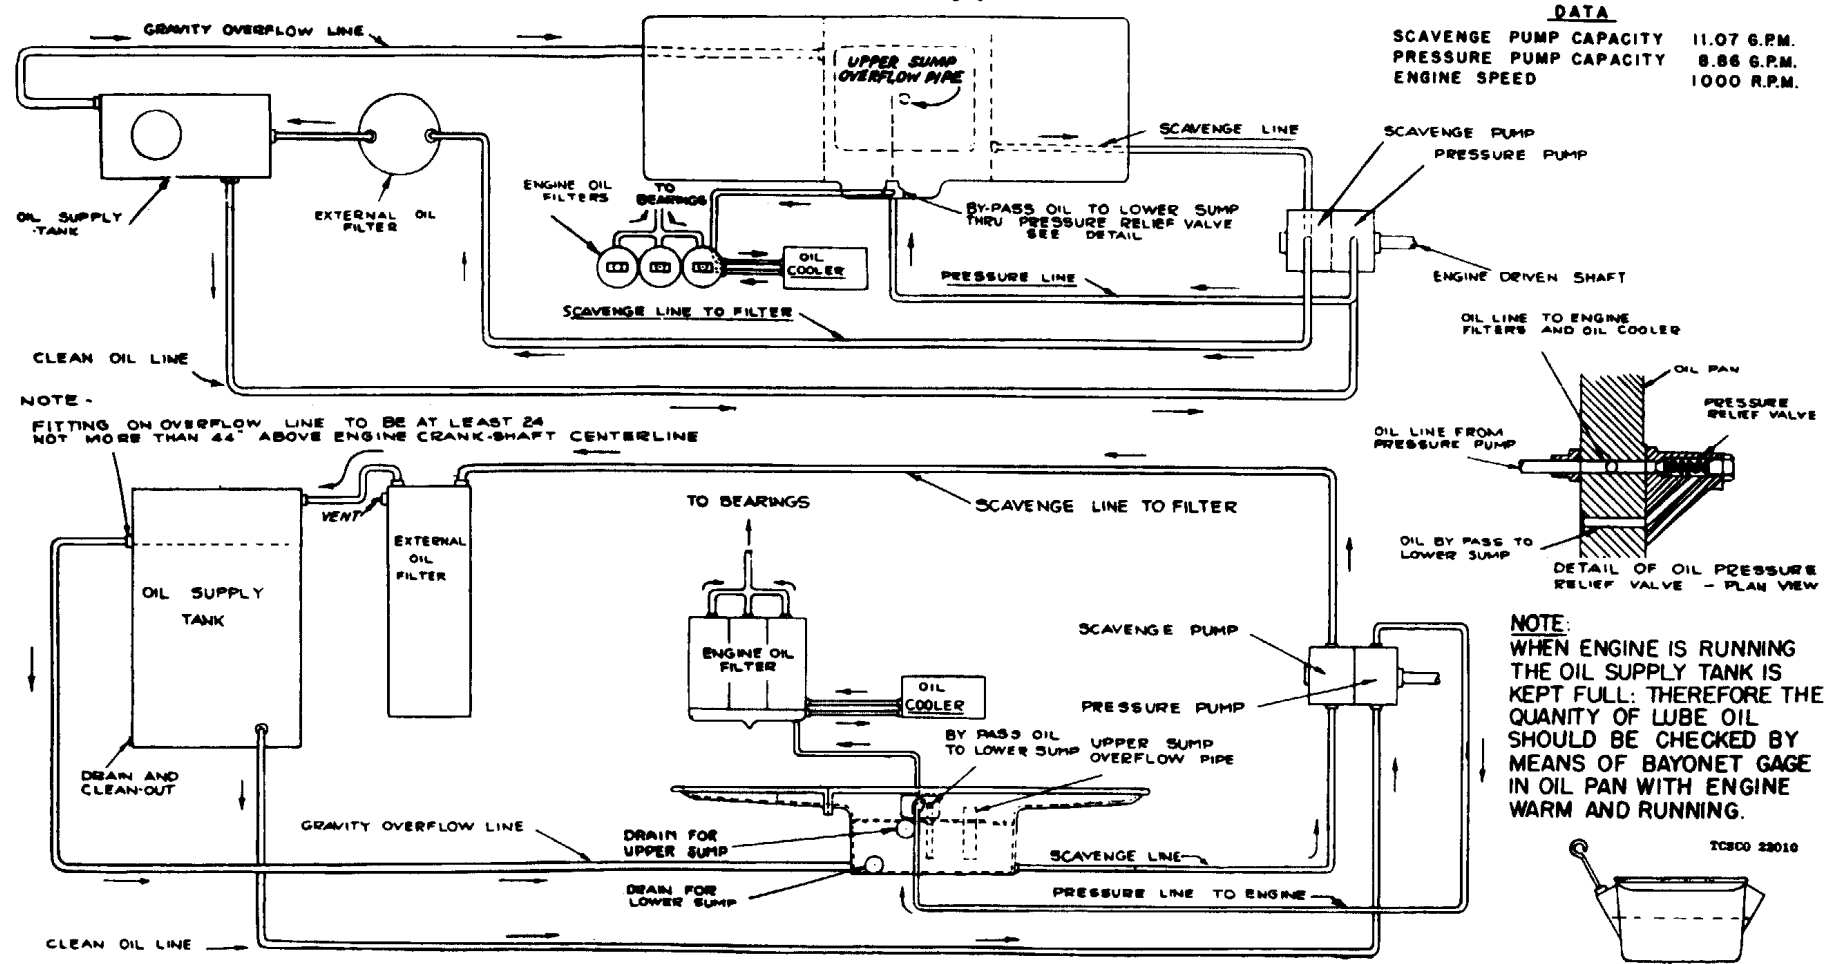 GRAVITY OVERFLOW LINE
UPPER SUMP
OVERFLOW PIPE
DATA
SCAVENGE PUMP CAPACITY 11.07 G.P.M.
PRESSURE PUMP CAPACITY 8.86 G.P.M.
ENGINE SPEED 1000 R.P.M.
SCAVENGE LINE
SCAVENGE PUMP
PRESSURE PUMP
OIL SUPPLY
TANK
EXTERNAL OIL
FILTER
ENGINE OIL
FILTERS
TO
BEARINGS
BY-PASS OIL TO LOWER SUMP
THRU PRESSURE RELIEF VALVE
SEE DETAIL
OIL
COOLER
PRESSURE LINE
ENGINE DRIVEN SHAFT
SCAVENGE LINE TO FILTER
CLEAN OIL LINE
OIL LINE TO ENGINE
FILTERS AND OIL COOLER
OIL PAN
PRESSURE
RELIEF VALVE
OIL LINE FROM
PRESSURE PUMP
OIL BY PASS TO
LOWER SUMP
DETAIL OF OIL PRESSURE
RELIEF VALVE - PLAN VIEW
NOTE -
FITTING ON OVERFLOW LINE TO BE AT LEAST 24
NOT MORE THAN 44" ABOVE ENGINE CRANK-SHAFT CENTERLINE
VENT
TO BEARINGS
SCAVENGE LINE TO FILTER
EXTERNAL
OIL
FILTER
OIL SUPPLY
TANK
ENGINE OIL
FILTER
OIL
COOLER
SCAVENGE PUMP
PRESSURE PUMP
BY PASS OIL
TO LOWER SUMP
UPPER SUMP
OVERFLOW PIPE
DRAIN AND
CLEAN-OUT
GRAVITY OVERFLOW LINE
DRAIN FOR
UPPER SUMP
DRAIN FOR
LOWER SUMP
SCAVENGE LINE
PRESSURE LINE TO ENGINE
CLEAN OIL LINE
NOTE:
WHEN ENGINE IS RUNNING
THE OIL SUPPLY TANK IS
KEPT FULL: THEREFORE THE
QUANITY OF LUBE OIL
SHOULD BE CHECKED BY
MEANS OF BAYONET GAGE
IN OIL PAN WITH ENGINE
WARM AND RUNNING.